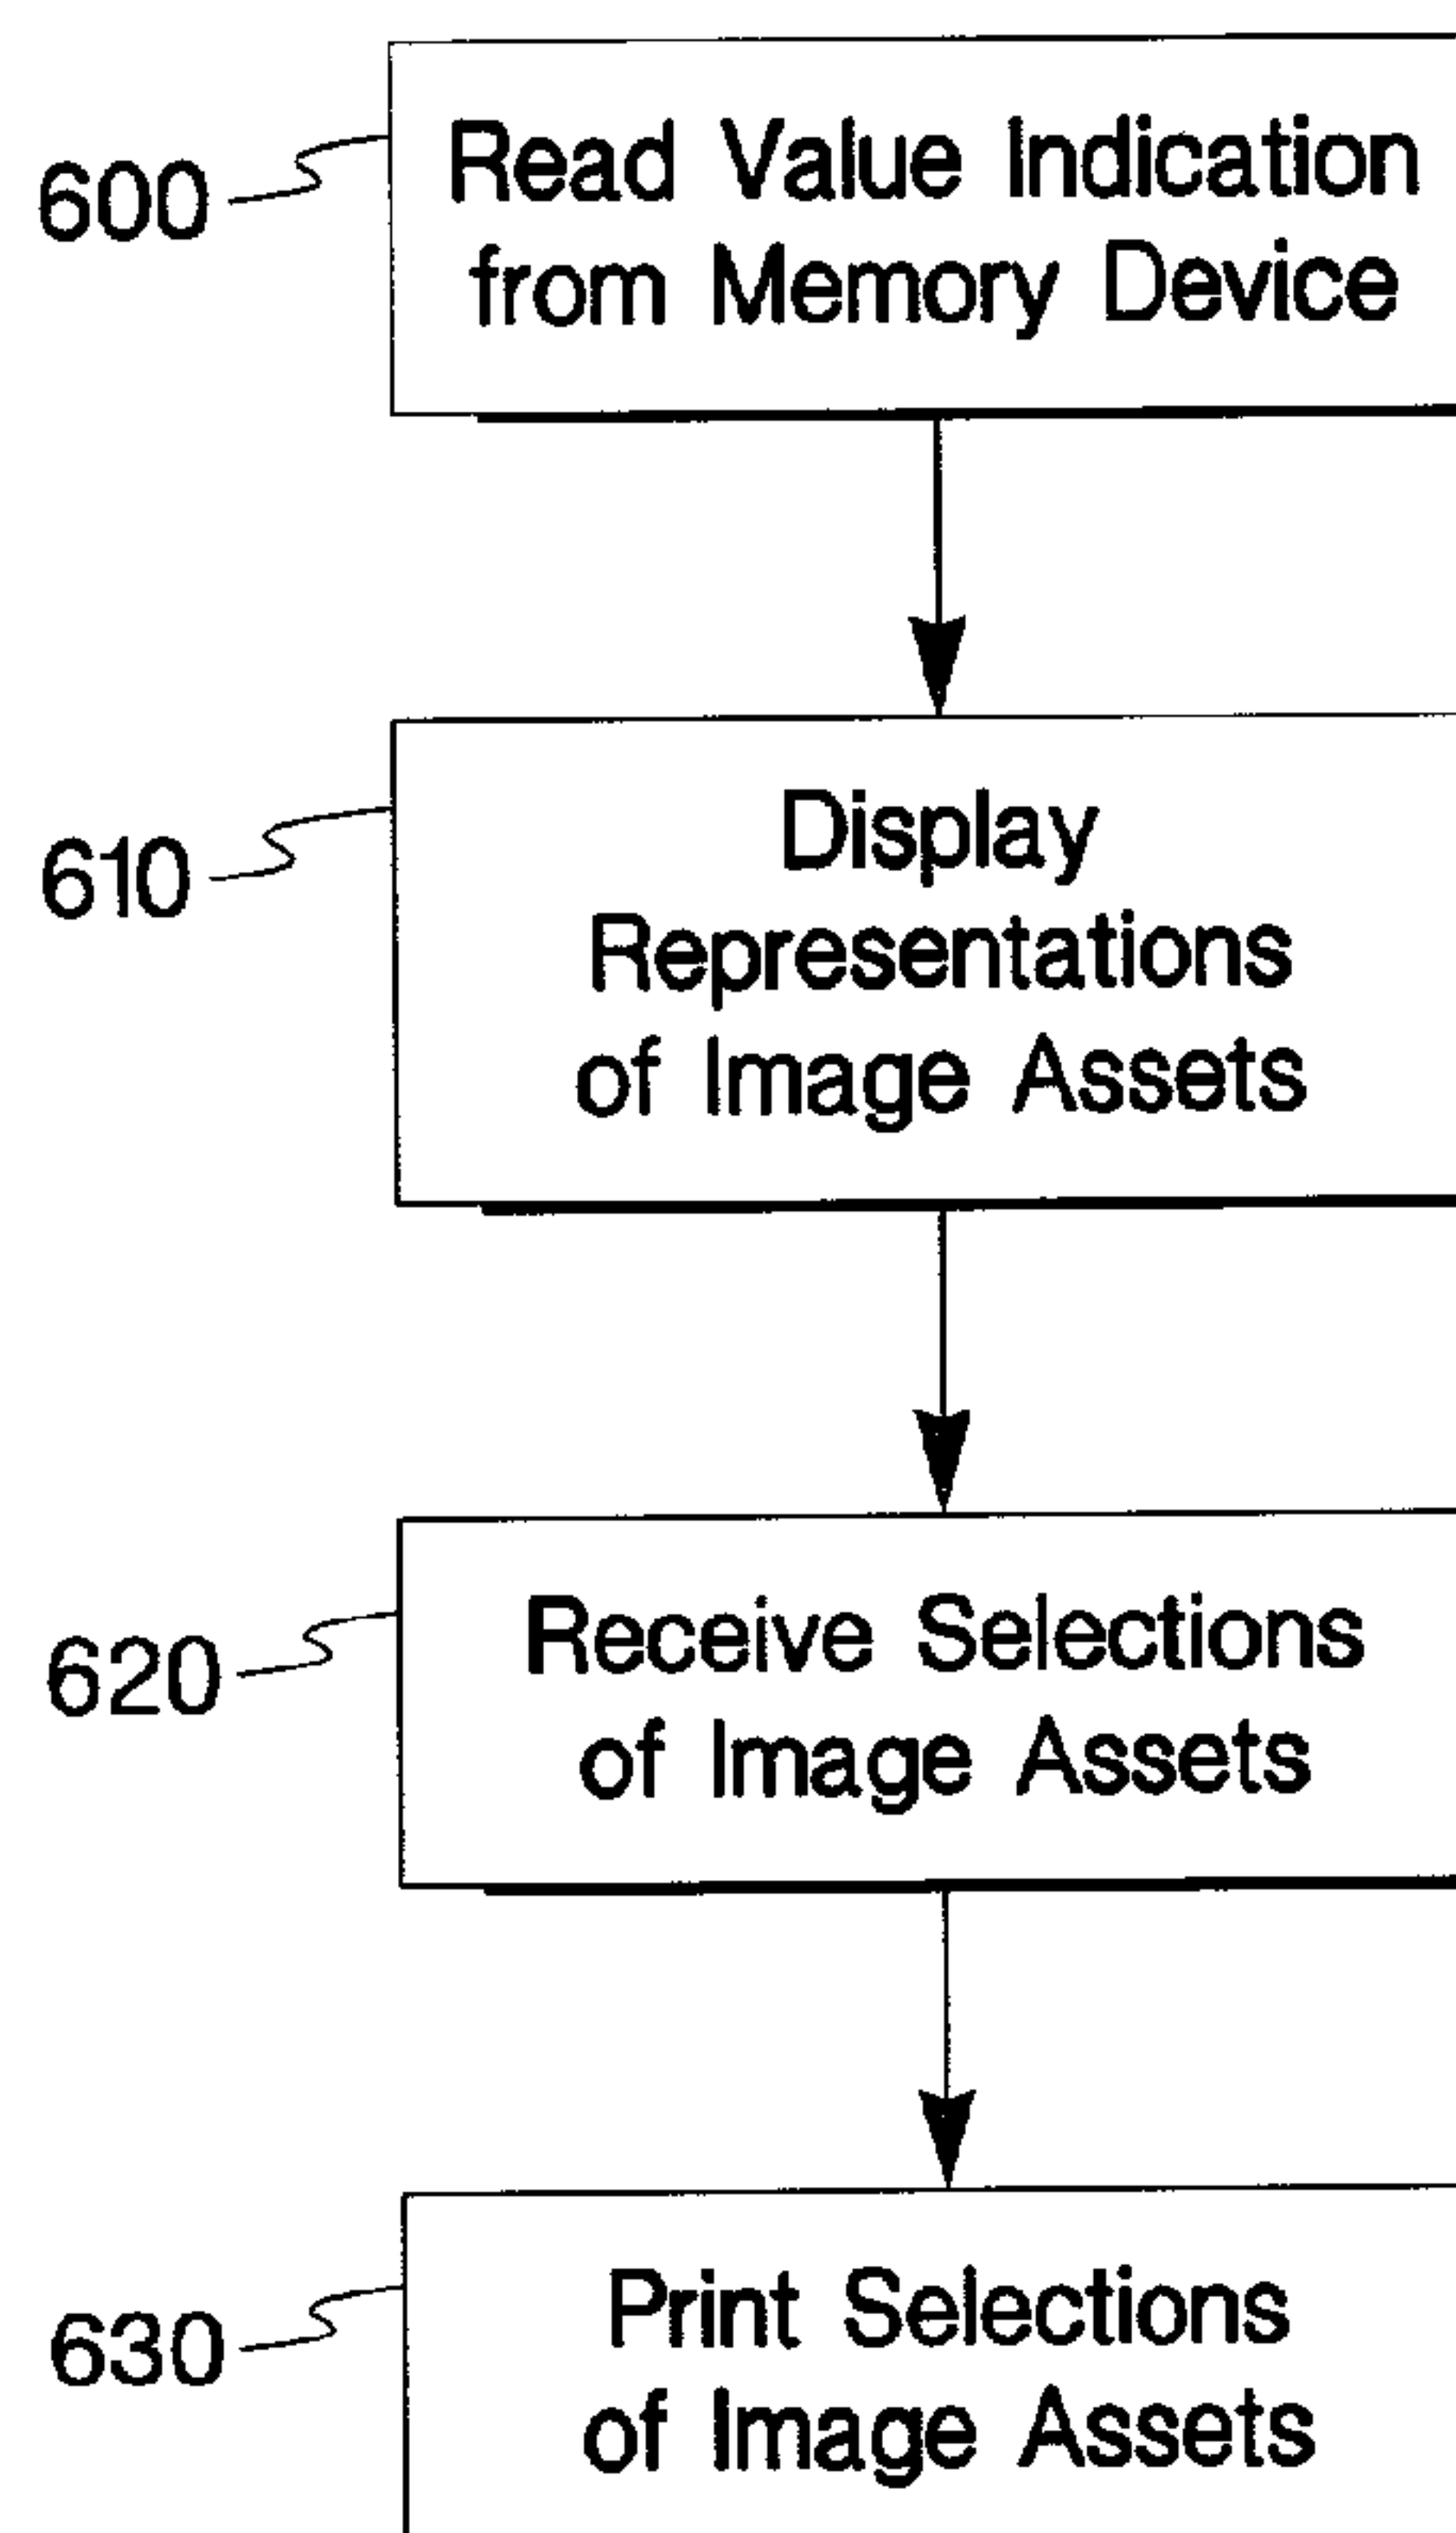 600
Read Value Indication
from Memory Device
610
Display
Representations
of Image Assets
620
Receive Selections
of Image Assets
630
Print Selections
of Image Assets